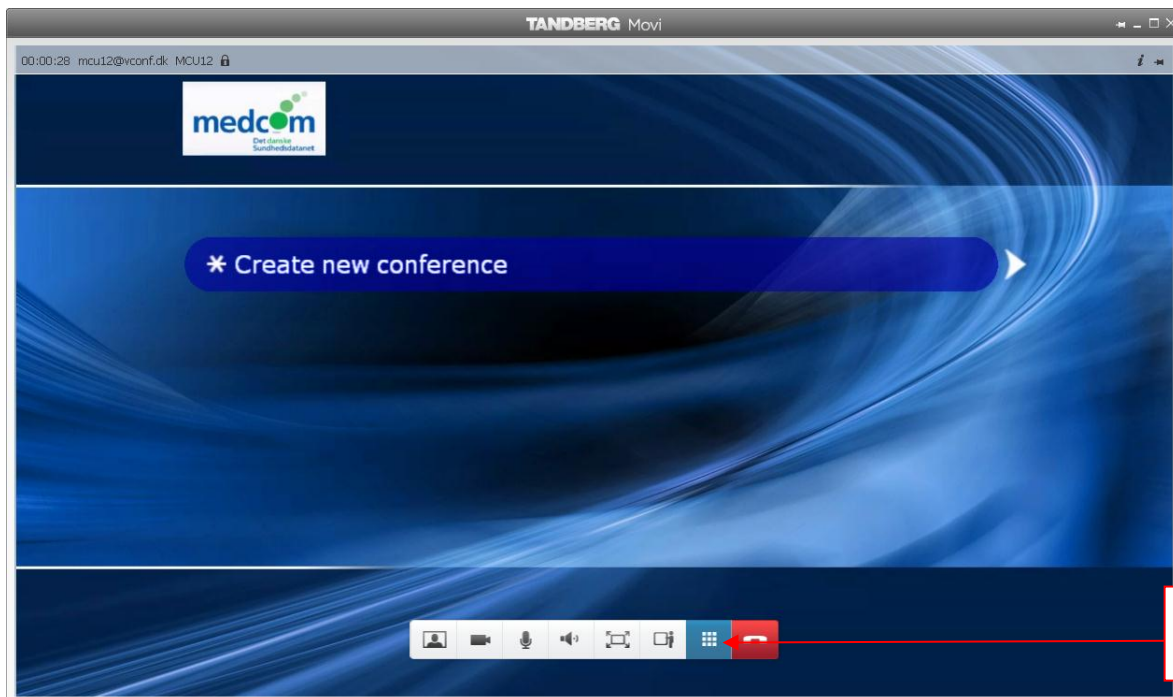 TANDBERG Movi
00:00:28 mcu12@vconf.dk MCU12
medcom
Det danske
Sundhedsdatanet
* Create new conference